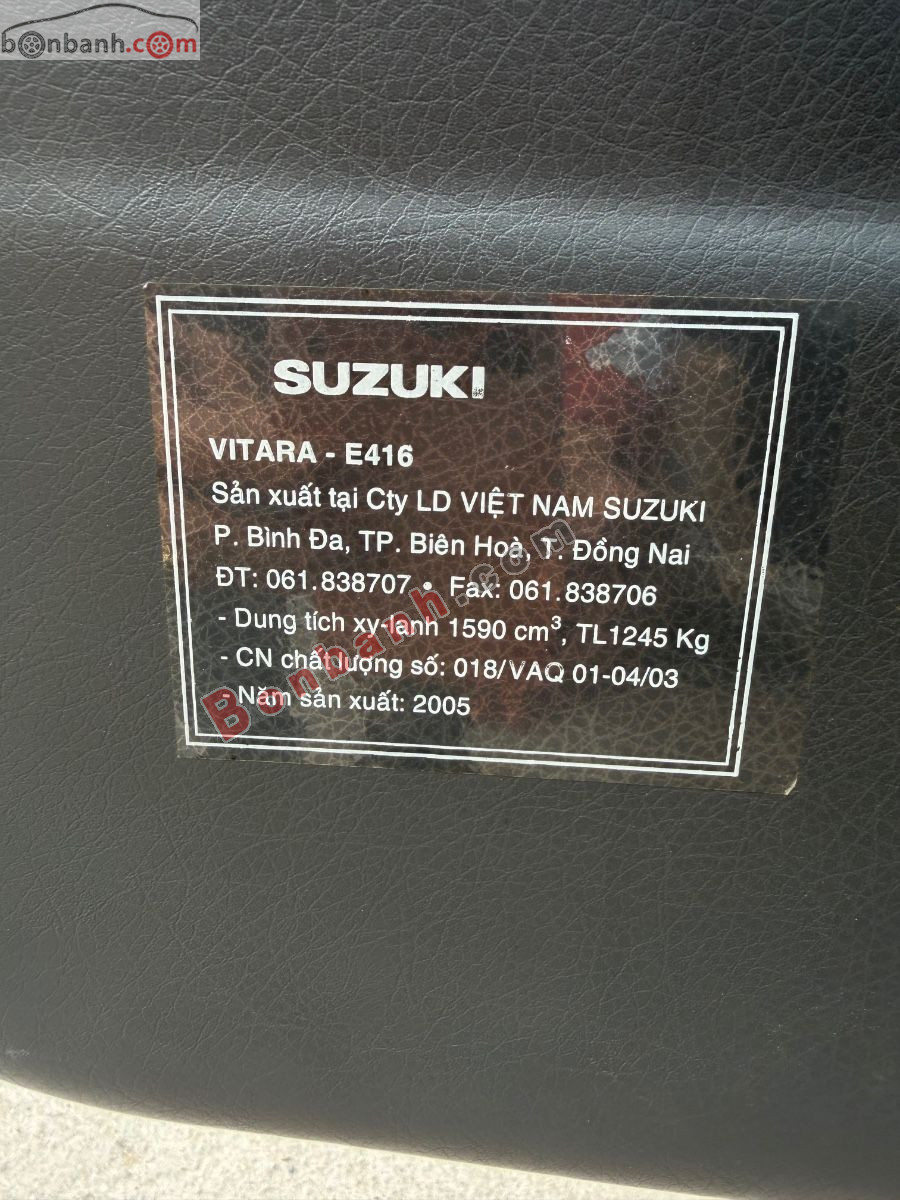 bonbanh.com
SUZUKI
VITARA - E416
Sản xuất tại Cty LD VIỆT NAM SUZUKI
P. Bình Đa, TP. Biên Hoà, T. Đồng Nai
ĐT: 061.838707 • Fax: 061.838706
- Dung tích xy-lanh 1590 cm³, TL1245 Kg
- CN chất lượng số: 018/VAQ 01-04/03
- Năm sản xuất: 2005
Bonbanh.com